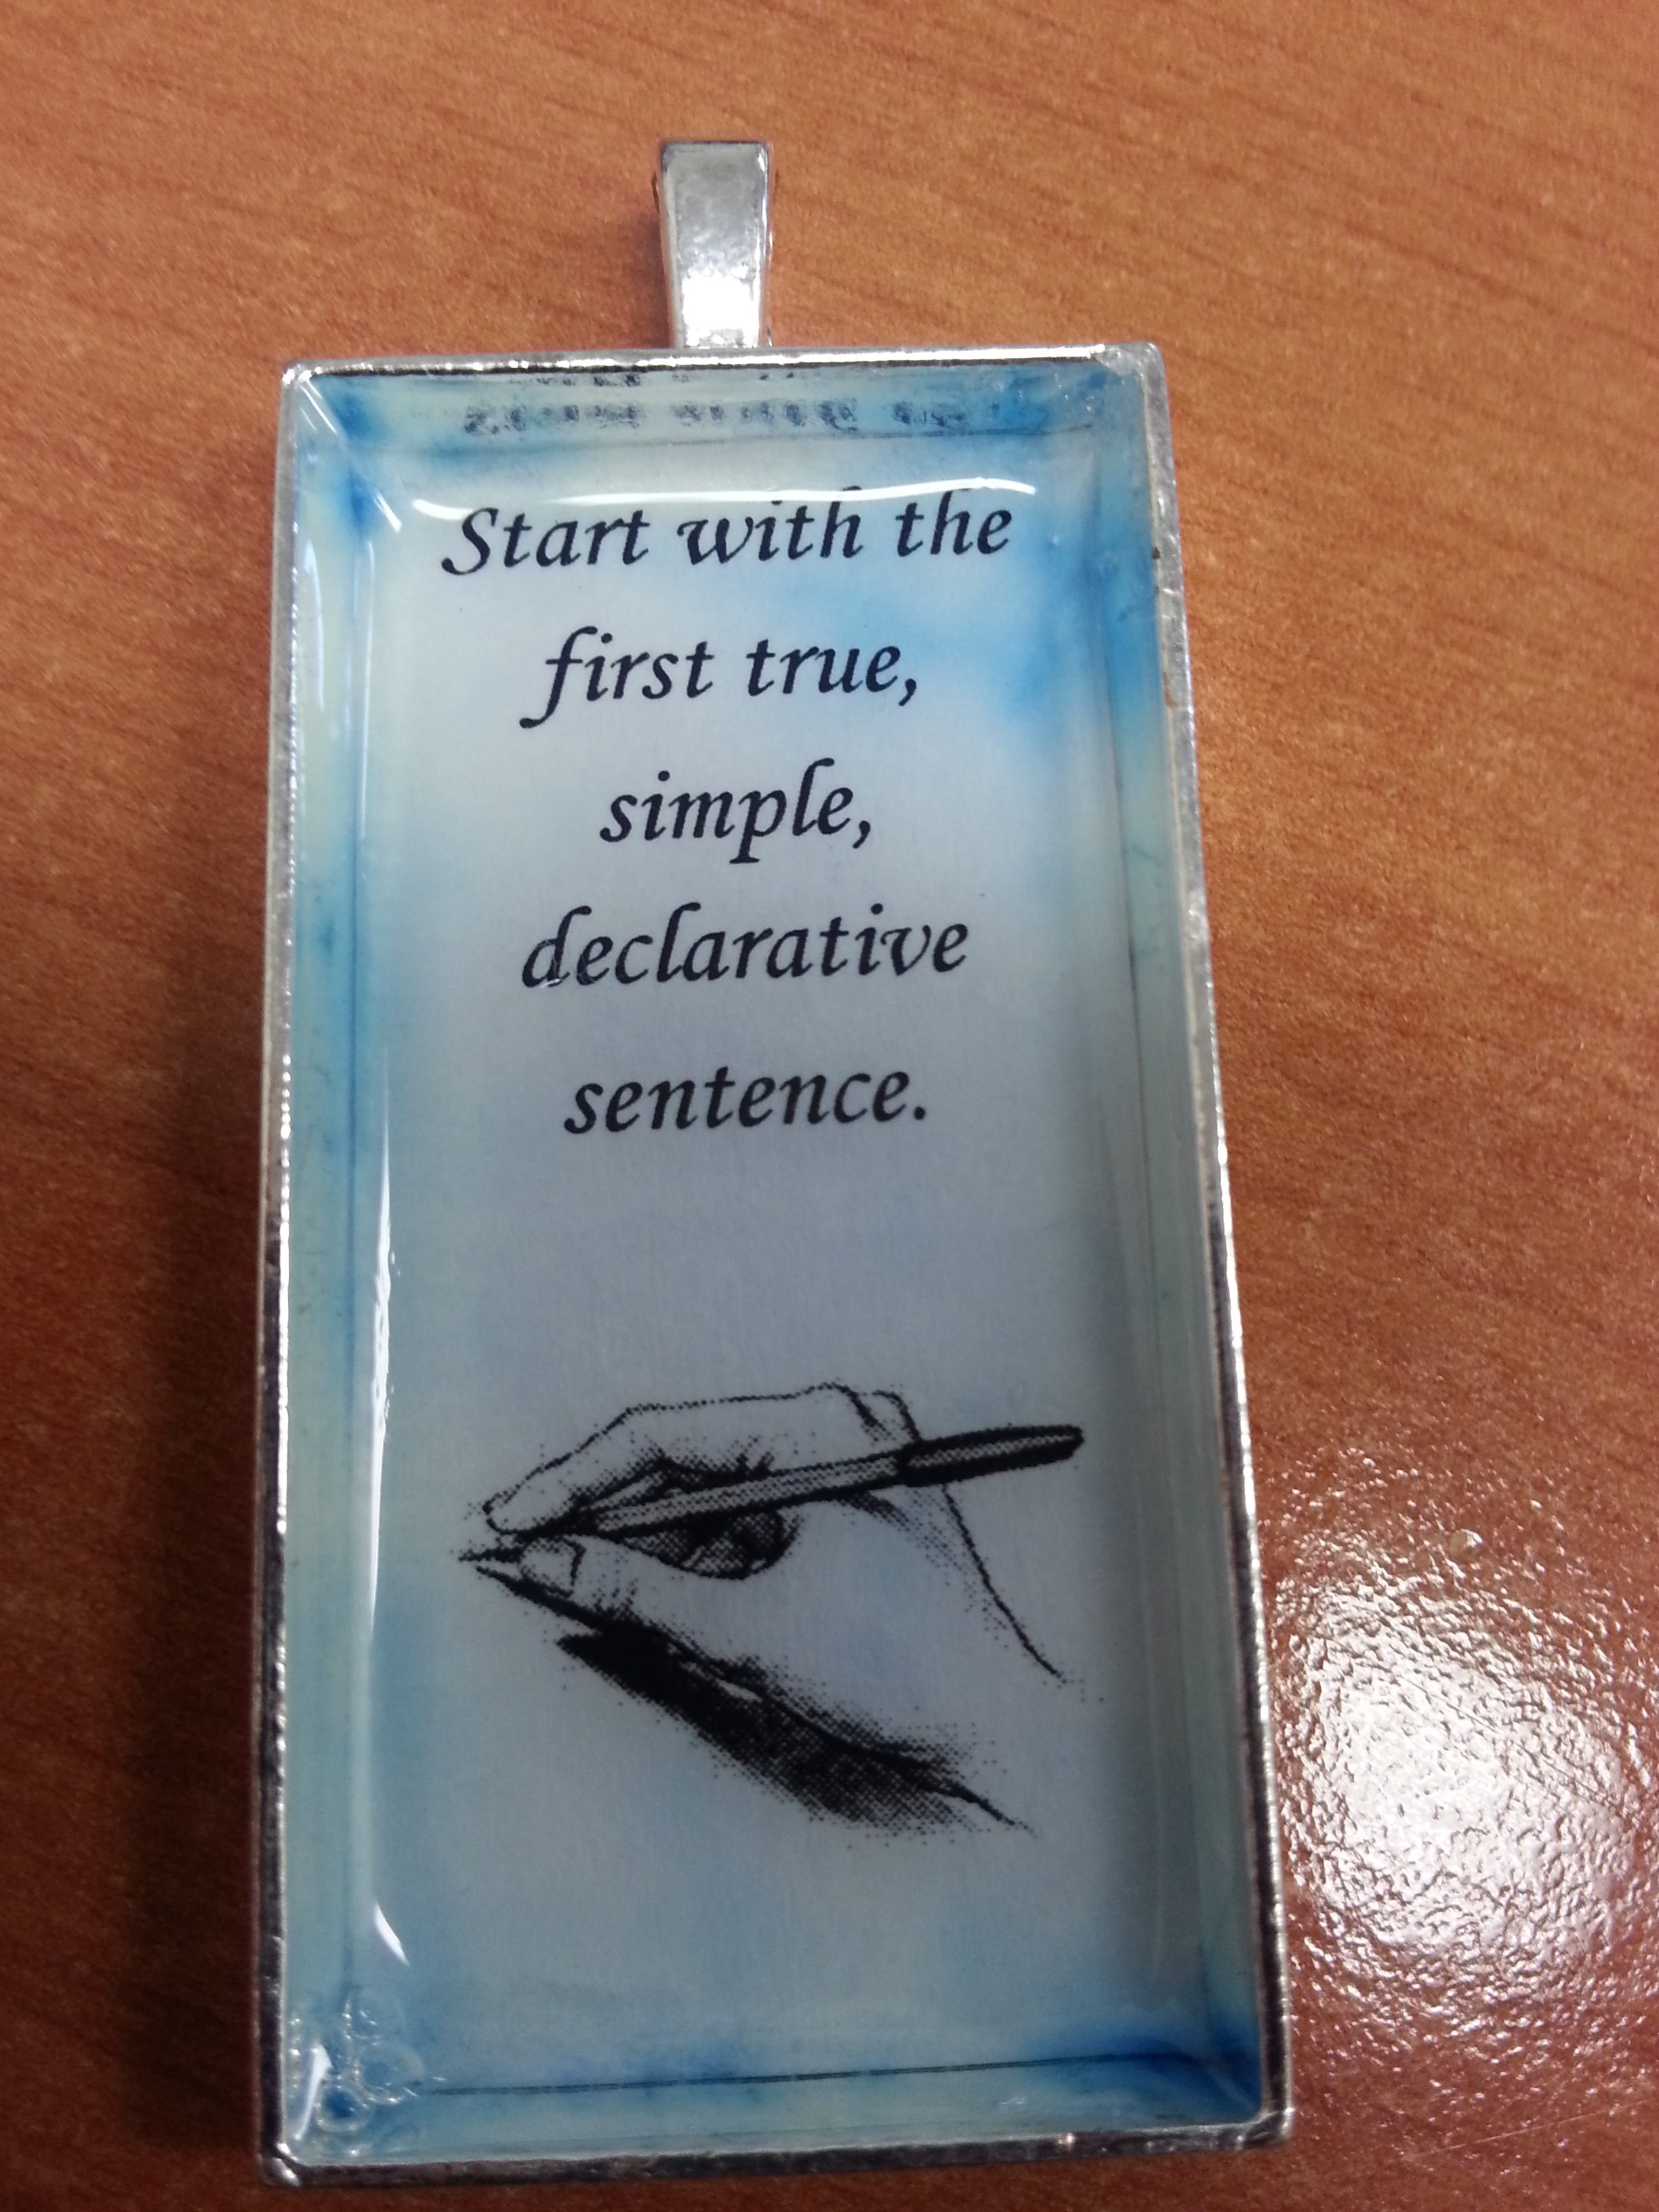 Start with the
first true,
simple,
declarative
sentence.